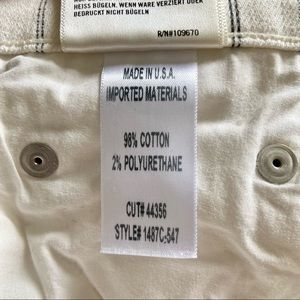 HEISS BÜGELN. WENN WARE VERZIERT ODER
BEDRUCKT NICHT BÜGELN
R/N#109670
MADE IN U.S.A.
IMPORTED MATERIALS
98% COTTON
2% POLYURETHANE
CUT# 44356
STYLE# 1487C-547